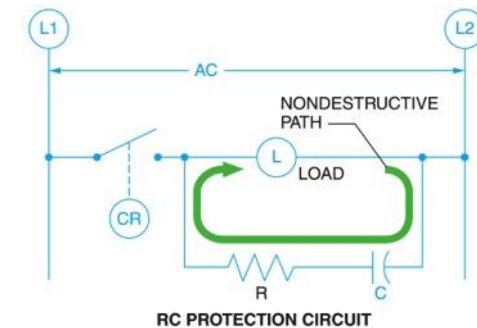 L1
L2
AC
NONDESTRUCTIVE
PATH
L
LOAD
CR
R
C
RC PROTECTION CIRCUIT